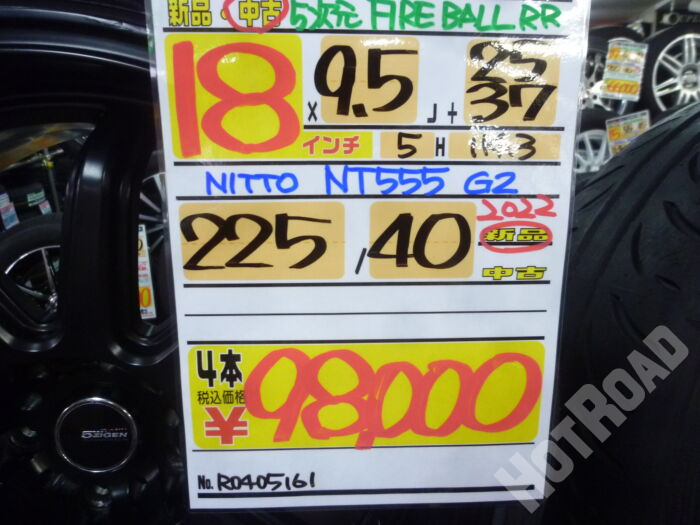 新品・中古 5次元 FIRE BALL RR
18 インチ X 9.5 J + 25 37
5 H 114.3
NITTO NT555 G2
225 / 40 2022 新品 中古
4本 税込価格 ¥98,000
No. R0405161
HOTROAD